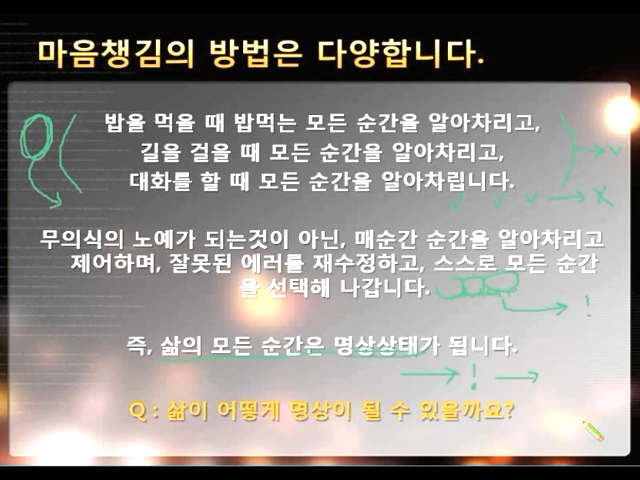 마음챙김의 방법은 다양합니다.
밥을 먹을 때 밥먹는 모든 순간을 알아차리고,
길을 걸을 때 모든 순간을 알아차리고,
대화를 할 때 모든 순간을 알아차립니다.
무의식의 노예가 되는것이 아닌, 매순간 순간을 알아차리고
제어하며, 잘못된 에러를 재수정하고, 스스로 모든 순간
을 선택해 나갑니다.
즉, 삶의 모든 순간은 명상상태가 됩니다.
Q : 삶이 어떻게 명상이 될 수 있을까요?